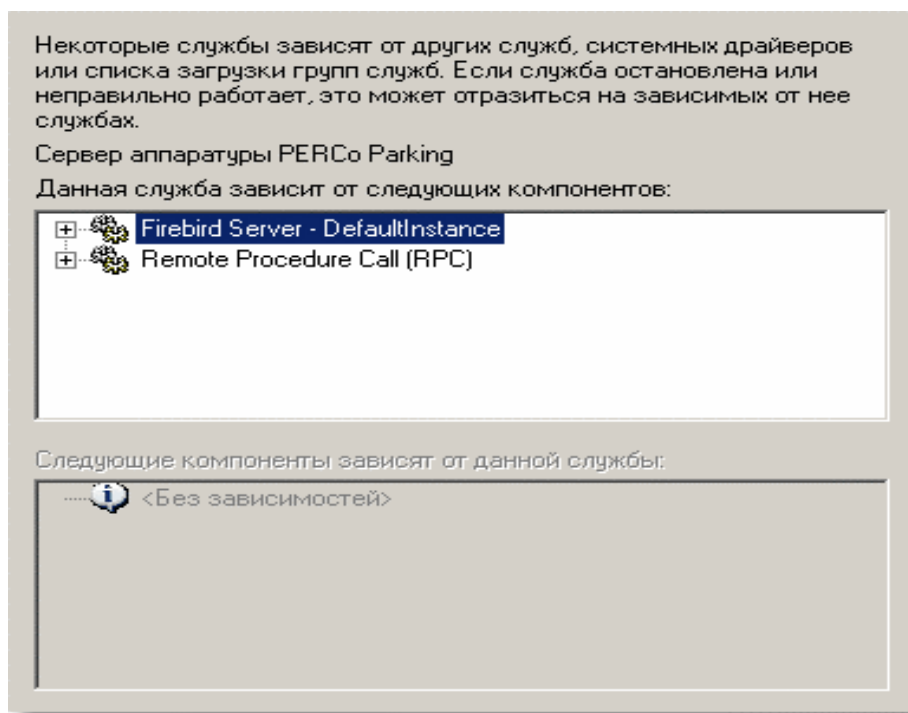 Некоторые службы зависят от других служб, системных драйверов
или списка загрузки групп служб. Если служба остановлена или
неправильно работает, это может отразиться на зависимых от нее
службах.
Сервер аппаратуры PERCo Parking
Данная служба зависит от следующих компонентов:
Firebird Server - DefaultInstance
Remote Procedure Call (RPC)
Следующие компоненты зависят от данной службы:
<Без зависимостей>